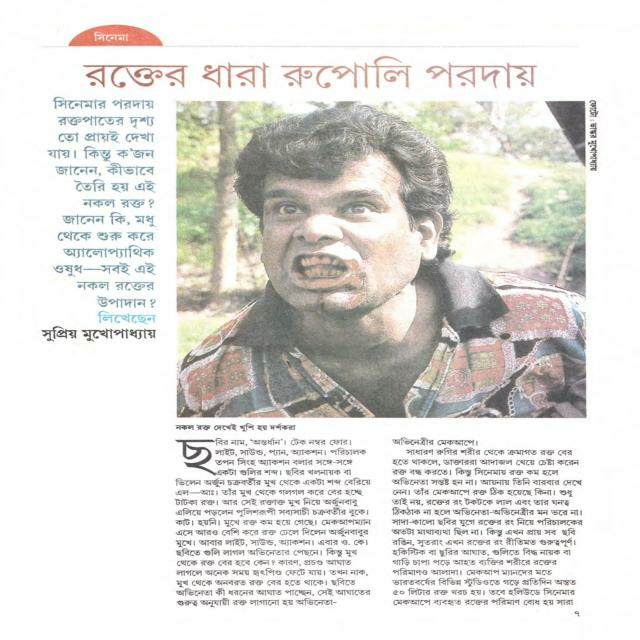 সিনেমা
রক্তের ধারা রুপোলি পরদায়
সিনেমার পরদায়
রক্তপাতের দৃশ্য
তো প্রায়ই দেখা
যায়। কিন্তু ক'জন
জানেন, কীভাবে
তৈরি হয় এই
নকল রক্ত?
জানেন কি, মধু
থেকে শুরু করে
অ্যালোপ্যাথিক
ওষুধ—সবই এই
নকল রক্তের
উপাদান?
লিখেছেন
সুপ্রিয় মুখোপাধ্যায়
নকল রক্ত দেখেই খুশি হয় দর্শকরা
ছবির নাম, 'অন্তর্ধান'। টেক নম্বর ফোর।
লাইট, সাউন্ড, প্যান, অ্যাকশন। পরিচালক
তপন সিংহ অ্যাকশন বলার সঙ্গে-সঙ্গে
একটা গুলির শব্দ। ছবির খলনায়ক বা
ভিলেন অর্জুন চক্রবর্তীর মুখ থেকে একটা শব্দ বেরিয়ে
এল—আঃ। তাঁর মুখ থেকে গলগল করে বের হচ্ছে
টাটকা রক্ত। আর সেই রক্তাক্ত মুখ নিয়ে অর্জুনবাবু
এলিয়ে পড়লেন পুলিশরূপী সব্যসাচী চক্রবর্তীর বুকে।
কাট। হয়নি। মুখে রক্ত কম হয়ে গেছে। মেকআপম্যান
এসে আরও বেশি করে রক্ত ঢেলে দিলেন অর্জুনবাবুর
মুখে। আবার লাইট, সাউন্ড, অ্যাকশন। এবার ও. কে।
ছবিতে গুলি লাগল অভিনেতার পেছনে। কিন্তু মুখ
থেকে রক্ত বের হবে কেন? কারণ, প্রচণ্ড আঘাত
লাগলে অনেক সময় হৃৎপিণ্ড ফেটে যায়। তখন নাক,
মুখ থেকে অনবরত রক্ত বের হতে থাকে। ছবিতে
অভিনেতা কী ধরনের আঘাত পাচ্ছেন, সেই আঘাতের
গুরুত্ব অনুযায়ী রক্ত লাগানো হয় অভিনেতা-
অভিনেত্রীর মেকআপে।
সাধারণ রুগির শরীর থেকে ক্রমাগত রক্ত বের
হতে থাকলে, ডাক্তাররা আদাজল খেয়ে চেষ্টা করেন
রক্ত বন্ধ করতে। কিন্তু সিনেমায় রক্ত কম হলে
অভিনেতা সন্তুষ্ট হন না। আয়নায় তিনি বারবার দেখে
নেন। তাঁর মেকআপে রক্ত ঠিক হয়েছে কিনা। শুধু
তাই নয়, রক্তের রং টকটকে লাল এবং তার ঘনত্ব
ঠিকঠাক না হলে অভিনেতা-অভিনেত্রীর মন ভরে না।
সাদা-কালো ছবির যুগে রক্তের রং নিয়ে পরিচালকের
অতটা মাথাব্যথা ছিল না। কিন্তু এখন প্রায় সব ছবি
রঙিন, সুতরাং এখন রক্তের রং রীতিমত গুরুত্বপূর্ণ।
হকিস্টিক বা ছুরির আঘাত, গুলিতে বিদ্ধ নায়ক বা
গাড়ি চাপা পড়ে আহত ব্যক্তির শরীরে রক্তের
পরিমাণও আলাদা। মেকআপ ম্যানদের মতে
ভারতবর্ষের বিভিন্ন স্টুডিওতে গড়ে প্রতিদিন অন্তত
৫০ লিটার রক্ত খরচ হয়। তবে হলিউডে সিনেমার
মেকআপে ব্যবহৃত রক্তের পরিমাণ বোধ হয় সারা
৭